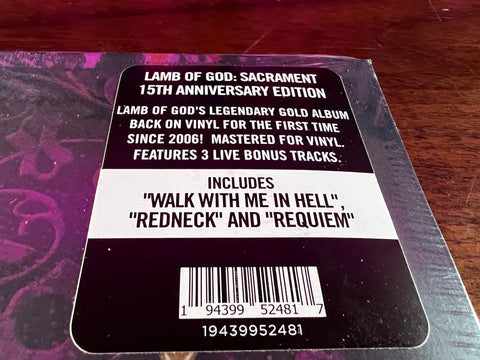 LAMB OF GOD: SACRAMENT
15TH ANNIVERSARY EDITION
LAMB OF GOD'S LEGENDARY GOLD ALBUM
BACK ON VINYL FOR THE FIRST TIME
SINCE 2006! MASTERED FOR VINYL.
FEATURES 3 LIVE BONUS TRACKS.
INCLUDES
"WALK WITH ME IN HELL",
"REDNECK" AND "REQUIEM"
1 94399 52481 7
19439952481